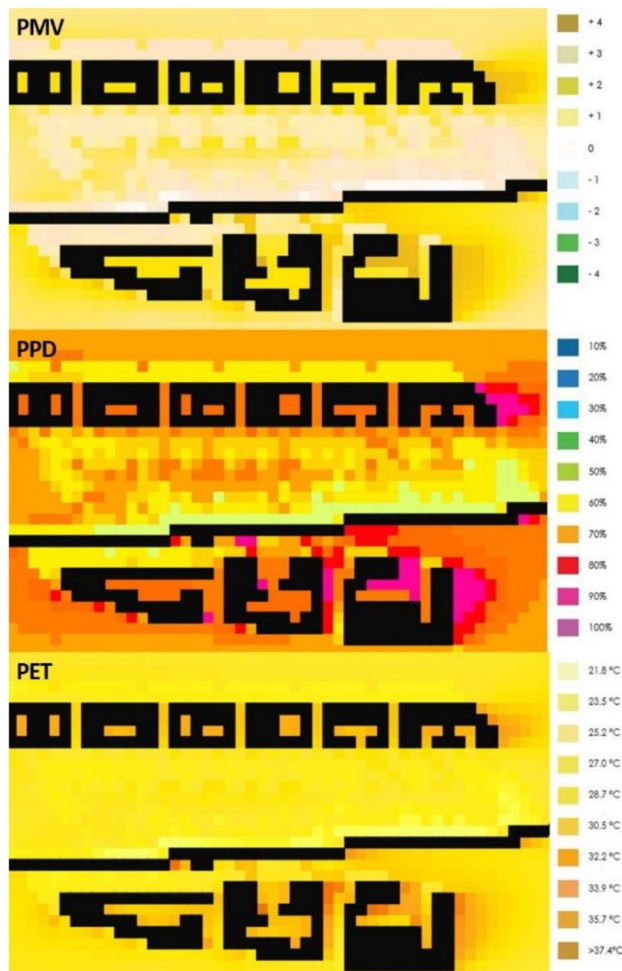 PMV
+ 4
+ 3
+ 2
+ 1
0
- 1
- 2
- 3
- 4
PPD
10%
20%
30%
40%
50%
60%
70%
80%
90%
100%
PET
21.8 °C
23.5 °C
25.2 °C
27.0 °C
28.7 °C
30.5 °C
32.2 °C
33.9 °C
35.7 °C
>37.4°C